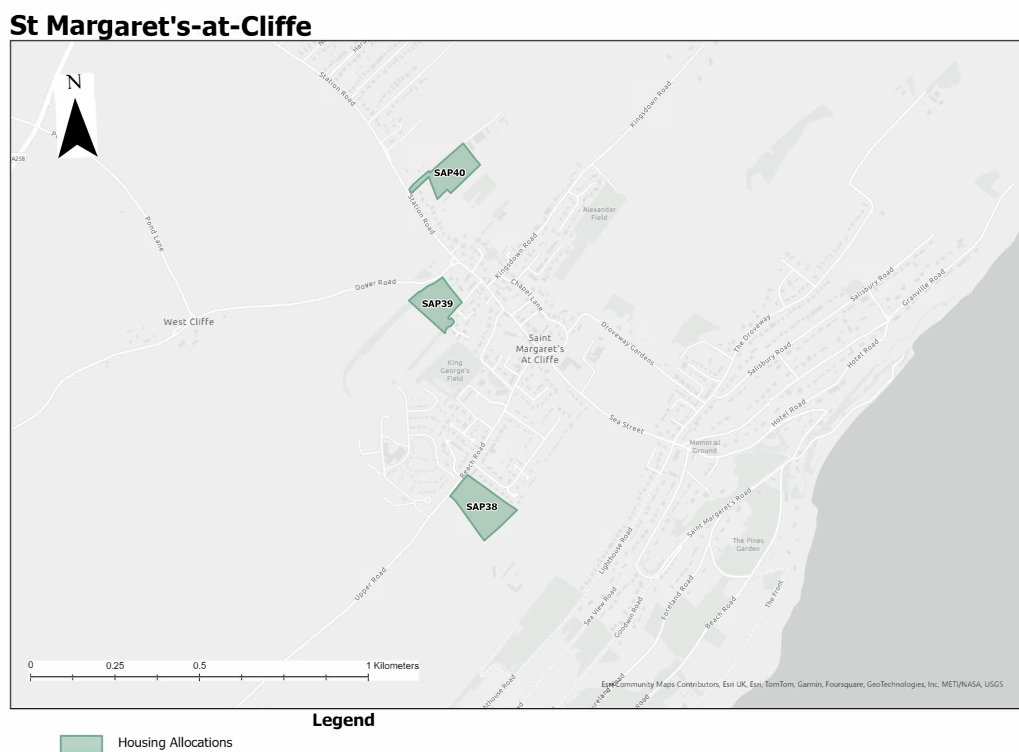 St Margaret's-at-Cliffe
N
Station Road
Kingsdown Road
A258
SAP40
Alexander
Field
Station Road
Pond Lane
Kingsdown Road
Dover Road
Chapel Lane
SAP39
West Cliffe
Salisbury Road
Granville Road
The Droveway
Droveway Gardens
Saint
Margaret's
At Cliffe
Salisbury Road
Hotel Road
King
George's
Field
Hotel Road
Sea Street
Memorial
Ground
Beach Road
SAP38
Saint Margaret's Road
The Pines
Garden
Lighthouse Road
Upper Road
Sea View Road
Goodwin Road
Foreland Road
Beach Road
The Front
0 0.25 0.5 1 Kilometers
Esri Community Maps Contributors, Esri UK, Esri, TomTom, Garmin, Foursquare, GeoTechnologies, Inc, METI/NASA, USGS
Legend
Housing Allocations